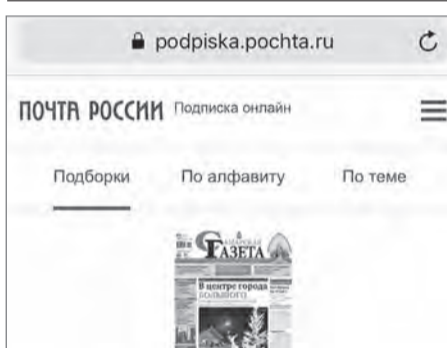 podpiska.pochta.ru
ПОЧТА РОССИИ Подписка онлайн
Подборки По алфавиту По теме
ГАЗЕТА
В центре города
БОЛЬШОГО